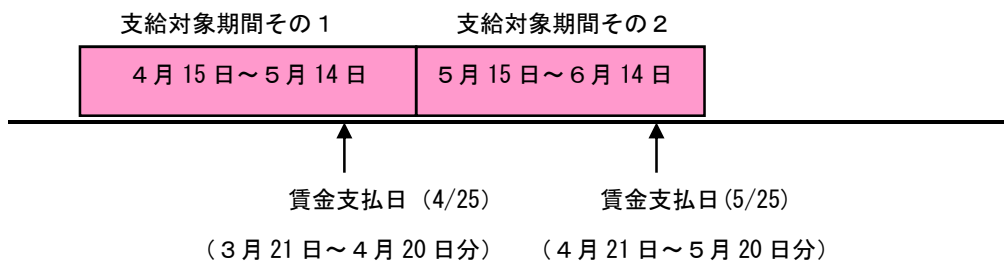 支給対象期間その１　支給対象期間その２
４月 15 日～５月 14 日　５月 15 日～６月 14 日
賃金支払日（4/25）　賃金支払日(5/25)
（３月 21 日～４月 20 日分）　（４月 21 日～５月 20 日分）